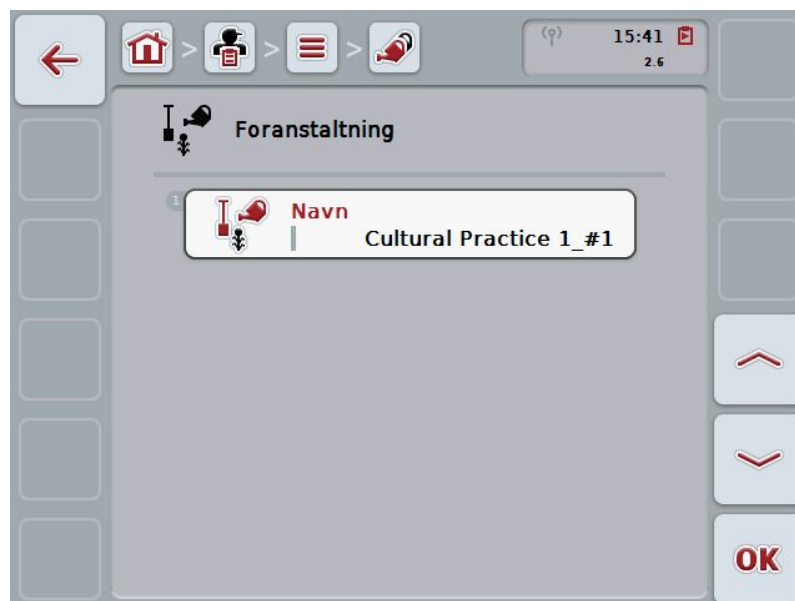 > > >
15:41
2.6
Foranstaltning
1
Navn
Cultural Practice 1_#1
OK